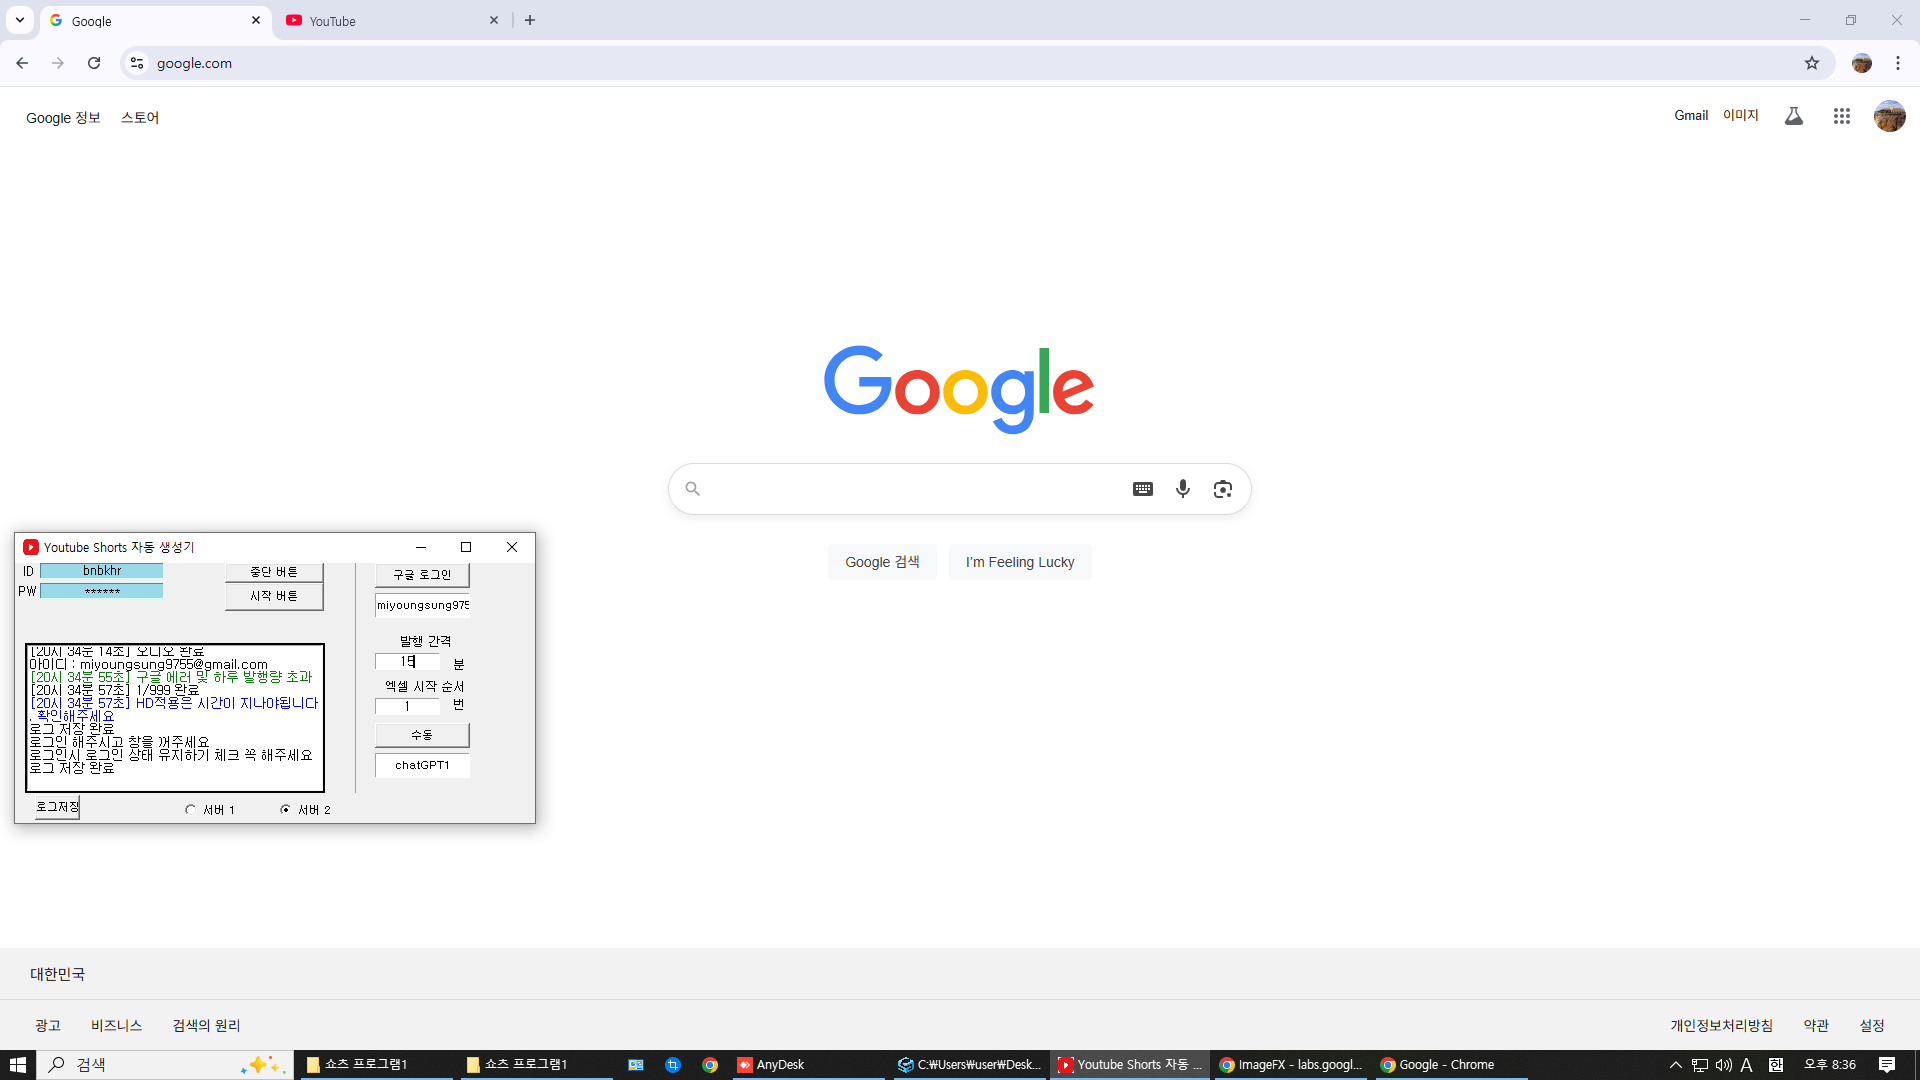 Google
YouTube
google.com
Google 정보 스토어
Gmail 이미지
Google
Google 검색 I'm Feeling Lucky
Youtube Shorts 자동 생성기
ID bnbkhr
PW ******
중단 버튼
시작 버튼
구글 로그인
miyoungsung975
발행 간격
15 분
엑셀 시작 순서
1 번
수동
chatGPT1
[20시 34분 14초] 오디오 완료
아이디 : miyoungsung9755@gmail.com
[20시 34분 55초] 구글 에러 및 하루 발행량 초과
[20시 34분 57초] 1/999 완료
[20시 34분 57초] HD적용은 시간이 지나야됩니다
. 확인해주세요
로그 저장 완료
로그인 해주시고 창을 꺼주세요
로그인시 로그인 상태 유지하기 체크 꼭 해주세요
로그 저장 완료
로그저장 서버 1 서버 2
대한민국
광고 비즈니스 검색의 원리
개인정보처리방침 약관 설정
검색
쇼츠 프로그램1
쇼츠 프로그램1
AnyDesk
C:₩Users₩user₩Desk...
Youtube Shorts 자동 ...
ImageFX - labs.googl...
Google - Chrome
A 한 오후 8:36